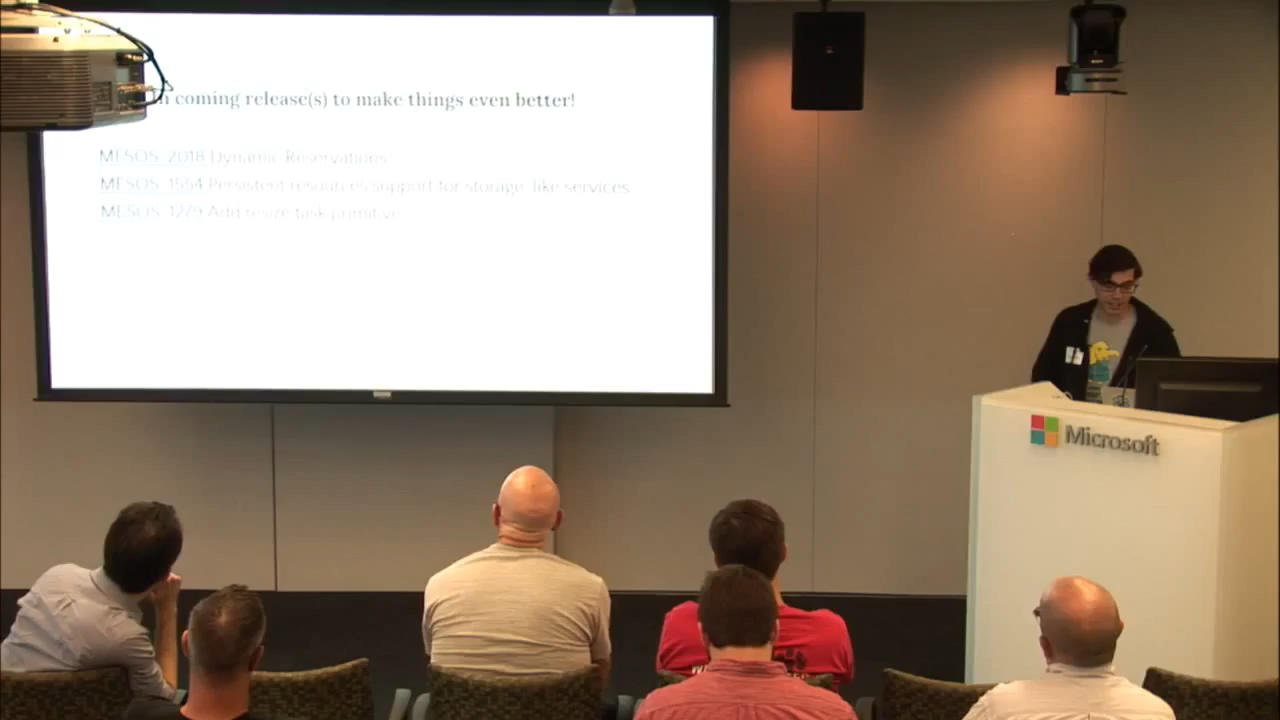 In coming release(s) to make things even better!
MESOS-2018 Dynamic Reservations
MESOS-1554 Persistent resources support for storage-like services
MESOS-1279 Add resize task primitive
Microsoft